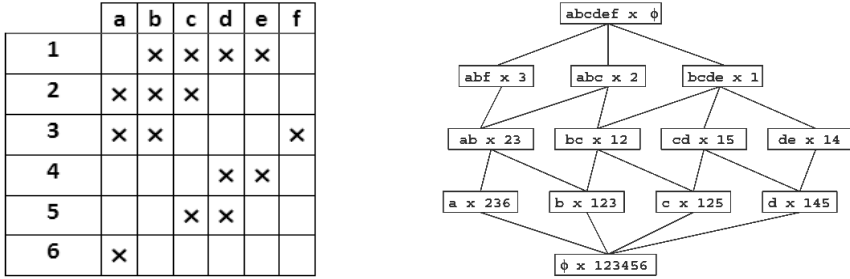 a b c d e f
1 × × × ×
2 × × ×
3 × × ×
4 × ×
5 × ×
6 ×
abcdef x ϕ
abf x 3 abc x 2 bcde x 1
ab x 23 bc x 12 cd x 15 de x 14
a x 236 b x 123 c x 125 d x 145
ϕ x 123456